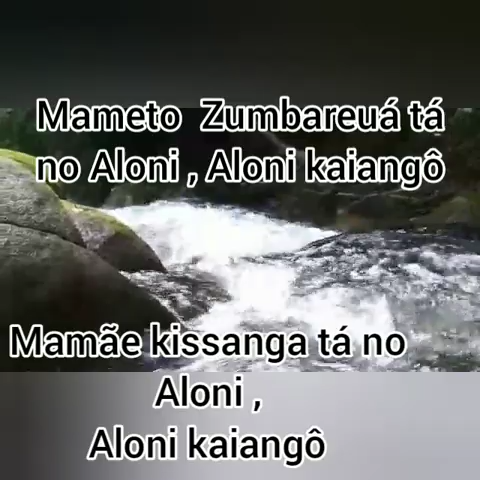 Mameto Zumbareuá tá
no Aloni , Aloni kaiangô
Mamãe kissanga tá no
Aloni ,
Aloni kaiangô